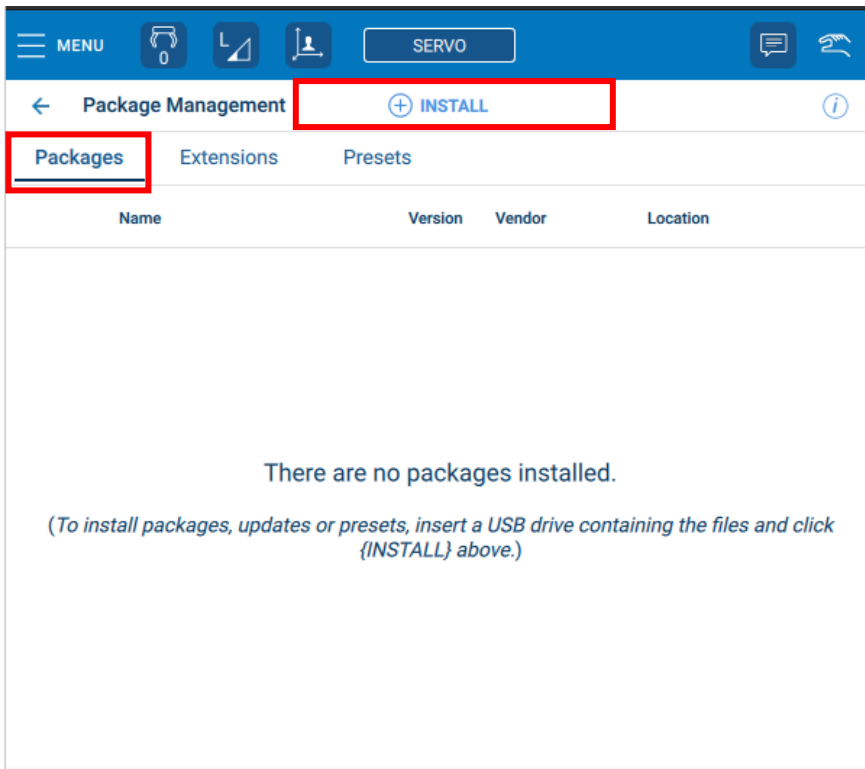 MENU
0
L
SERVO
Package Management
INSTALL
i
Packages Extensions Presets
Name Version Vendor Location
There are no packages installed.
(To install packages, updates or presets, insert a USB drive containing the files and click
{INSTALL} above.)